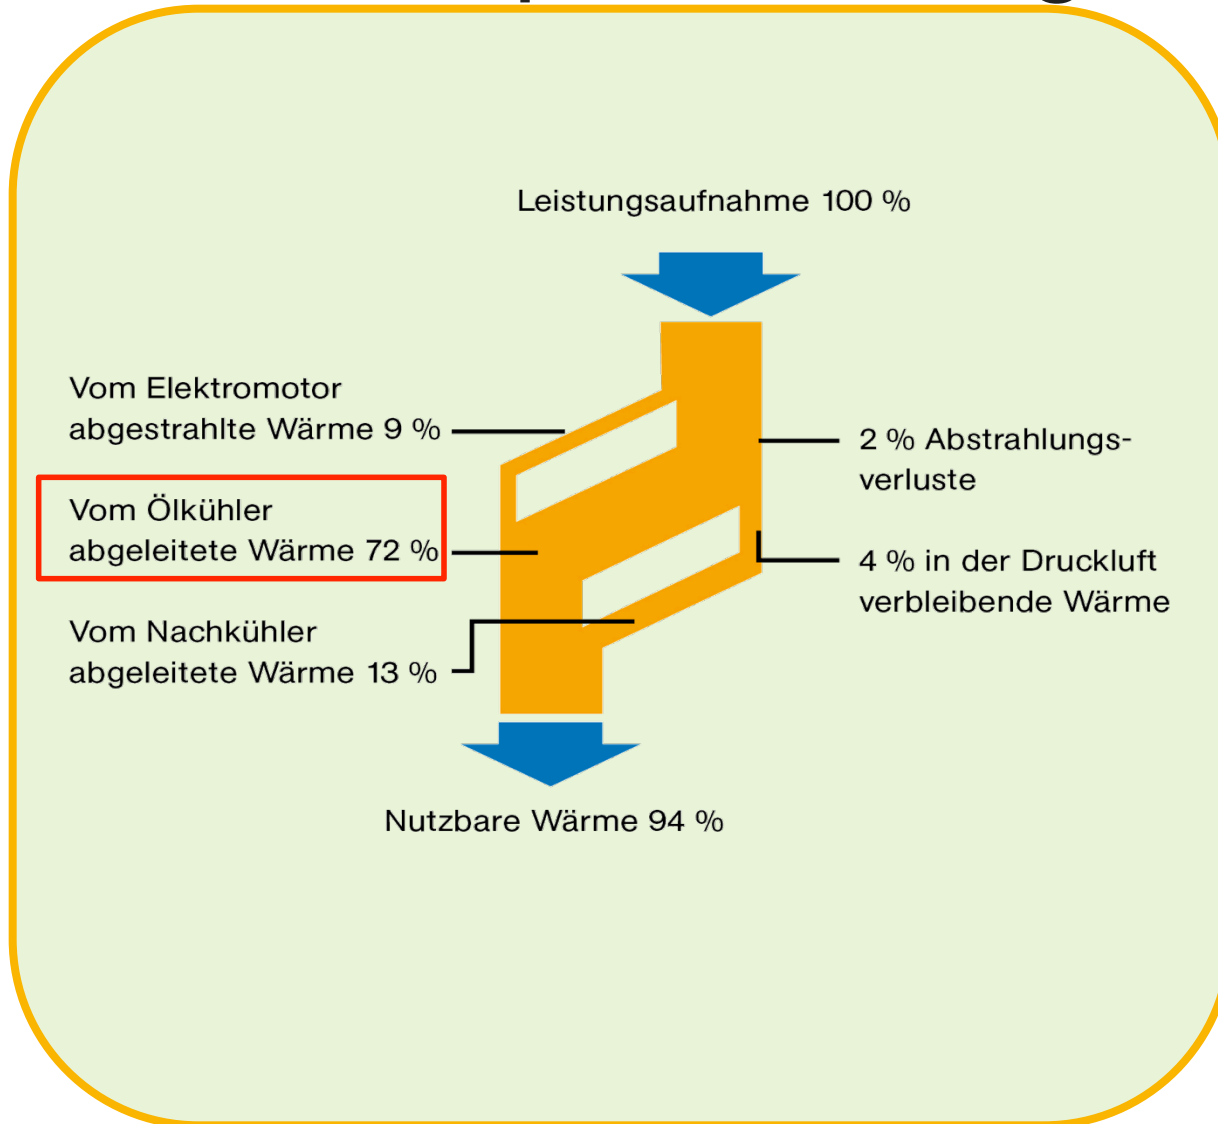 Leistungsaufnahme 100 %
Vom Elektromotor
abgestrahlte Wärme 9 %
Vom Ölkühler
abgeleitete Wärme 72 %
Vom Nachkühler
abgeleitete Wärme 13 %
2 % Abstrahlungs-
verluste
4 % in der Druckluft
verbleibende Wärme
Nutzbare Wärme 94 %